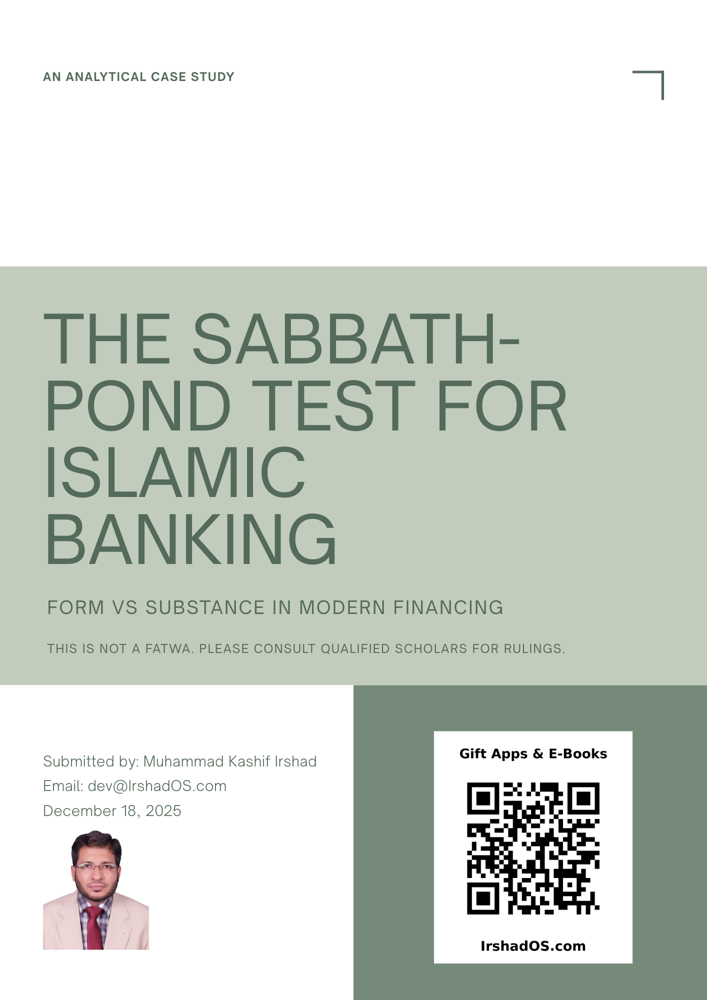 AN ANALYTICAL CASE STUDY
THE SABBATH-
POND TEST FOR
ISLAMIC
BANKING
FORM VS SUBSTANCE IN MODERN FINANCING
THIS IS NOT A FATWA. PLEASE CONSULT QUALIFIED SCHOLARS FOR RULINGS.
Submitted by: Muhammad Kashif Irshad
Email: dev@IrshadOS.com
December 18, 2025
Gift Apps & E-Books
IrshadOS.com